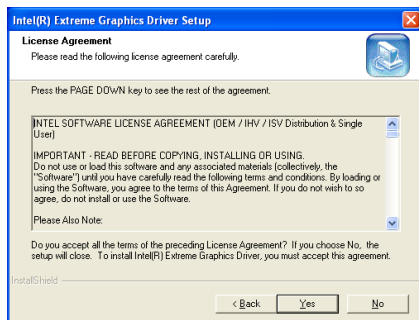 Intel(R) Extreme Graphics Driver Setup
License Agreement
Please read the following license agreement carefully.
Press the PAGE DOWN key to see the rest of the agreement.
INTEL SOFTWARE LICENSE AGREEMENT (OEM / IHV / ISV Distribution & Single
User)
IMPORTANT - READ BEFORE COPYING, INSTALLING OR USING.
Do not use or load this software and any associated materials (collectively, the
"Software") until you have carefully read the following terms and conditions. By loading or
using the Software, you agree to the terms of this Agreement. If you do not wish to so
agree, do not install or use the Software.
Please Also Note:
Do you accept all the terms of the preceding License Agreement? If you choose No, the
setup will close. To install Intel(R) Extreme Graphics Driver, you must accept this agreement.
InstallShield
< Back Yes No